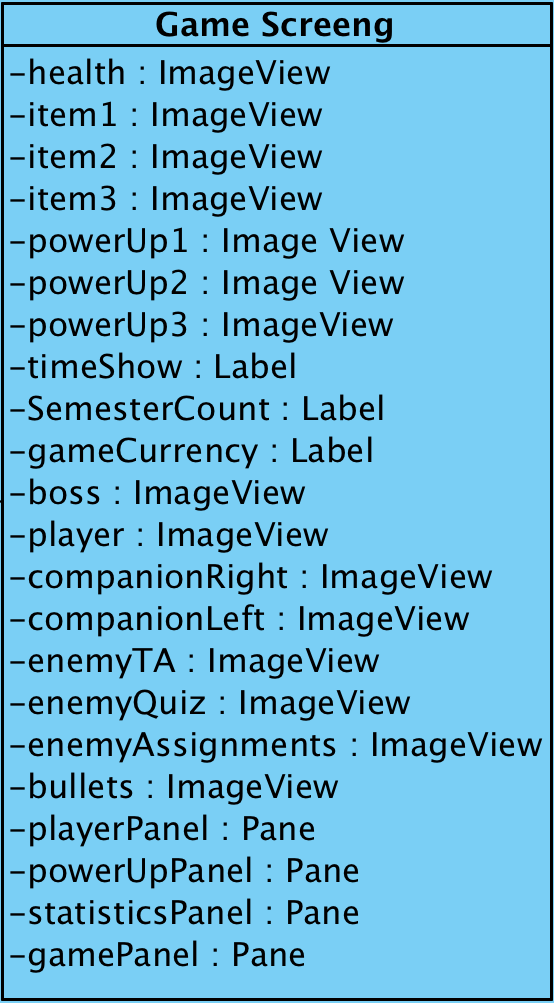 Game Screeng
-health : ImageView
-item1 : ImageView
-item2 : ImageView
-item3 : ImageView
-powerUp1 : Image View
-powerUp2 : Image View
-powerUp3 : ImageView
-timeShow : Label
-SemesterCount : Label
-gameCurrency : Label
-boss : ImageView
-player : ImageView
-companionRight : ImageView
-companionLeft : ImageView
-enemyTA : ImageView
-enemyQuiz : ImageView
-enemyAssignments : ImageView
-bullets : ImageView
-playerPanel : Pane
-powerUpPanel : Pane
-statisticsPanel : Pane
-gamePanel : Pane